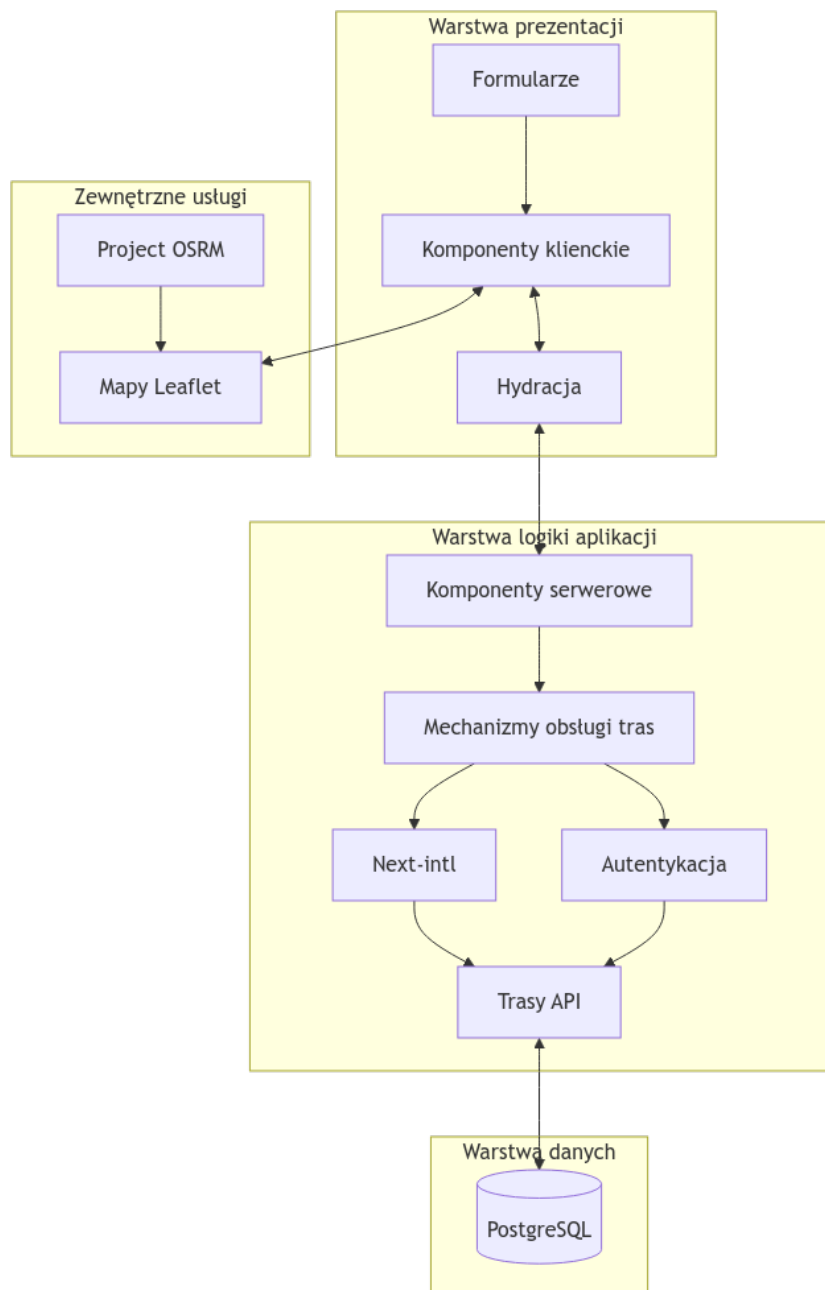 Warstwa prezentacji
Formularze
Zewnętrzne usługi
Project OSRM
Komponenty klienckie
Mapy Leaflet
Hydracja
Warstwa logiki aplikacji
Komponenty serwerowe
Mechanizmy obsługi tras
Next-intl
Autentykacja
Trasy API
Warstwa danych
PostgreSQL